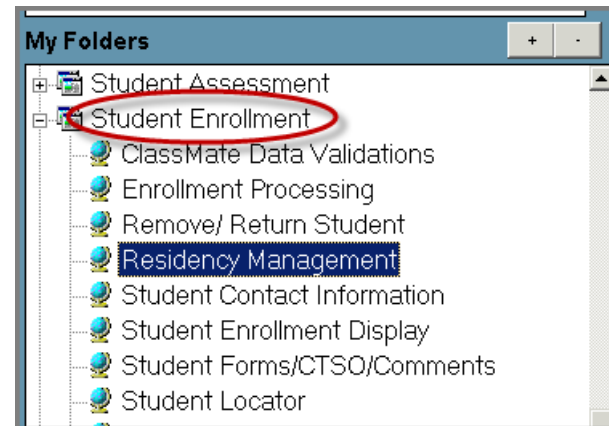 My Folders + -
Student Assessment
Student Enrollment
ClassMate Data Validations
Enrollment Processing
Remove/ Return Student
Residency Management
Student Contact Information
Student Enrollment Display
Student Forms/CTSO/Comments
Student Locator